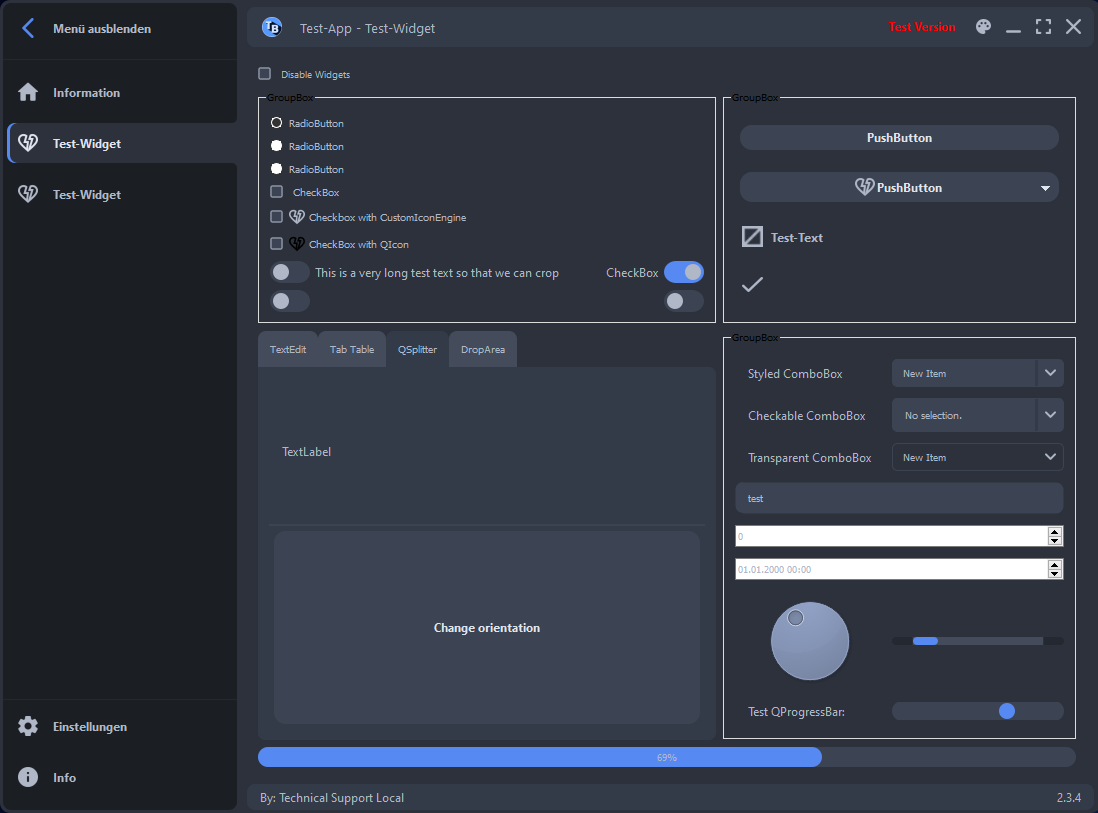 Menü ausblenden
Information
Test-Widget
Test-Widget
Einstellungen
Info
TB
Test-App - Test-Widget
Test Version
Disable Widgets
GroupBox
RadioButton
RadioButton
RadioButton
CheckBox
Checkbox with CustomIconEngine
CheckBox with QIcon
This is a very long test text so that we can crop
CheckBox
GroupBox
PushButton
PushButton
Test-Text
TextEdit
Tab Table
QSplitter
DropArea
TextLabel
Change orientation
GroupBox
Styled ComboBox
New Item
Checkable ComboBox
No selection.
Transparent ComboBox
New Item
test
0
01.01.2000 00:00
Test QProgressBar:
69%
By: Technical Support Local
2.3.4